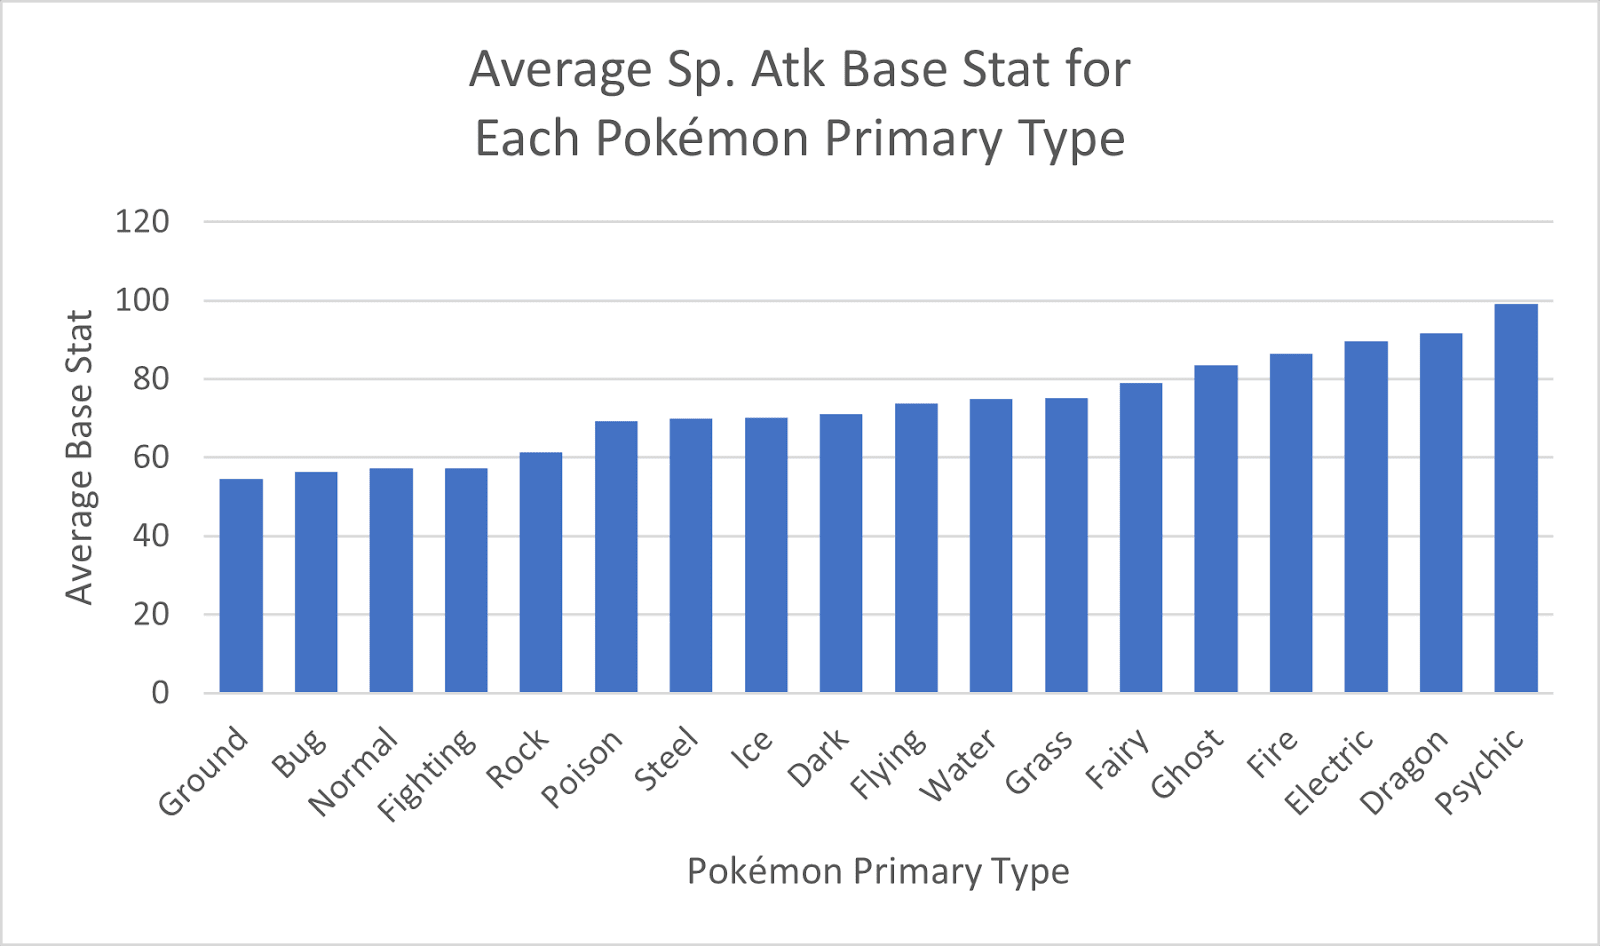 Average Sp. Atk Base Stat for
Each Pokémon Primary Type
120
100
80
60
40
20
0
Average Base Stat
Ground
Bug
Normal
Fighting
Rock
Poison
Steel
Ice
Dark
Flying
Water
Grass
Fairy
Ghost
Fire
Electric
Dragon
Psychic
Pokémon Primary Type